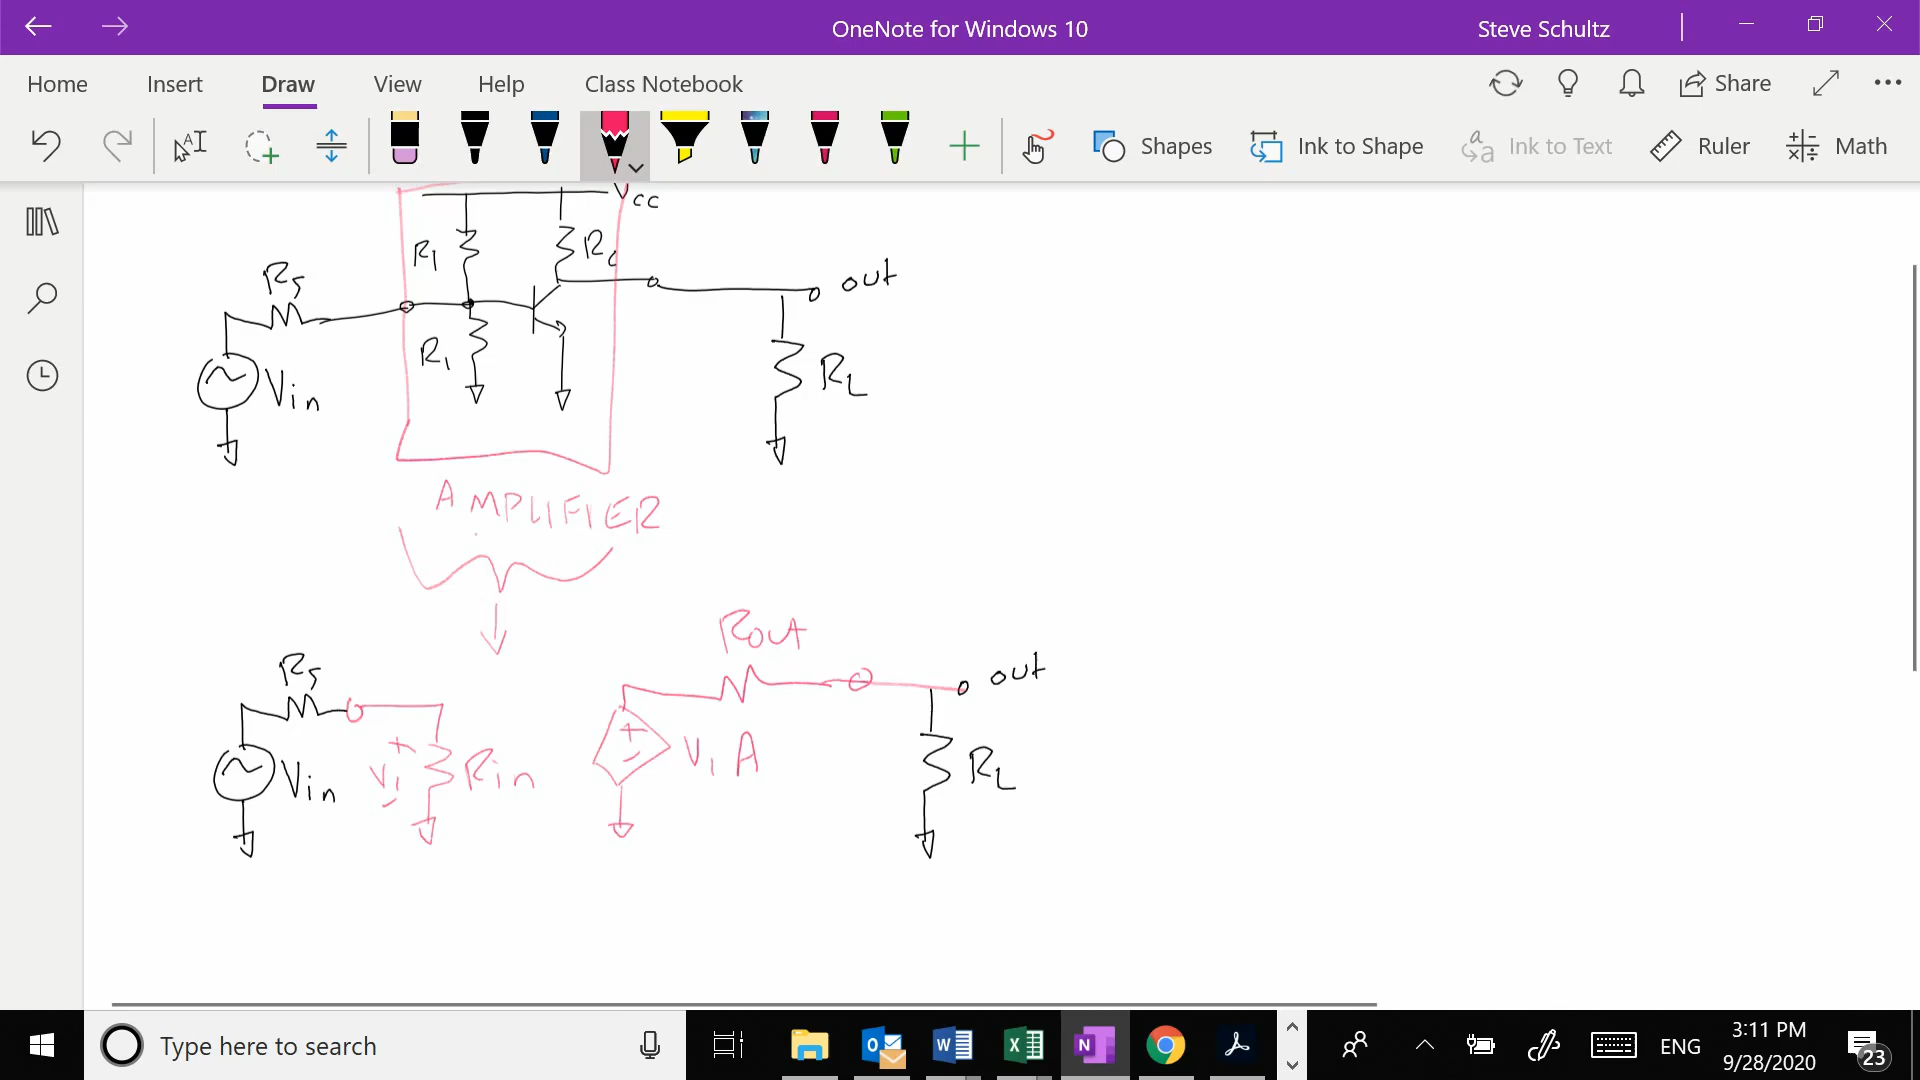 OneNote for Windows 10
Steve Schultz
Home Insert Draw View Help Class Notebook
Share
Shapes Ink to Shape Ink to Text Ruler Math
Vcc
R1 Rc
Rs
out
R1
Vin
RL
AMPLIFIER
Rout
Rs
out
+
V1
-
Rin
+
-
V1 A
Vin
RL
Type here to search
ENG
3:11 PM
9/28/2020
23